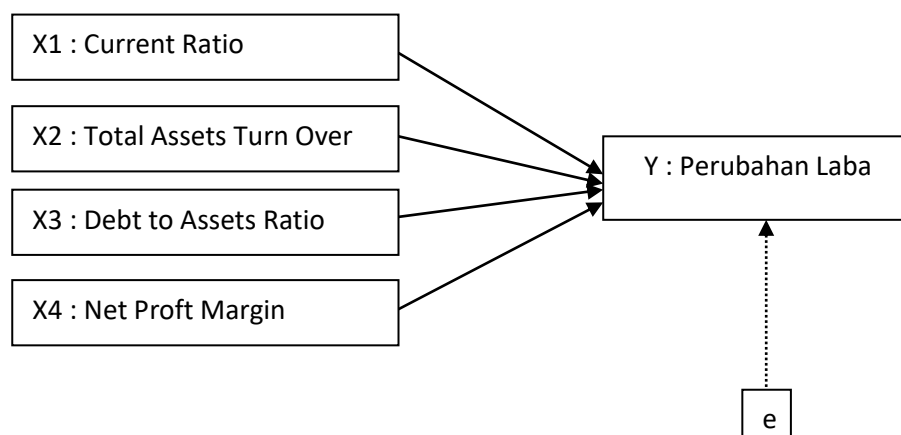 X1 : Current Ratio
X2 : Total Assets Turn Over
X3 : Debt to Assets Ratio
X4 : Net Proft Margin
Y : Perubahan Laba
e